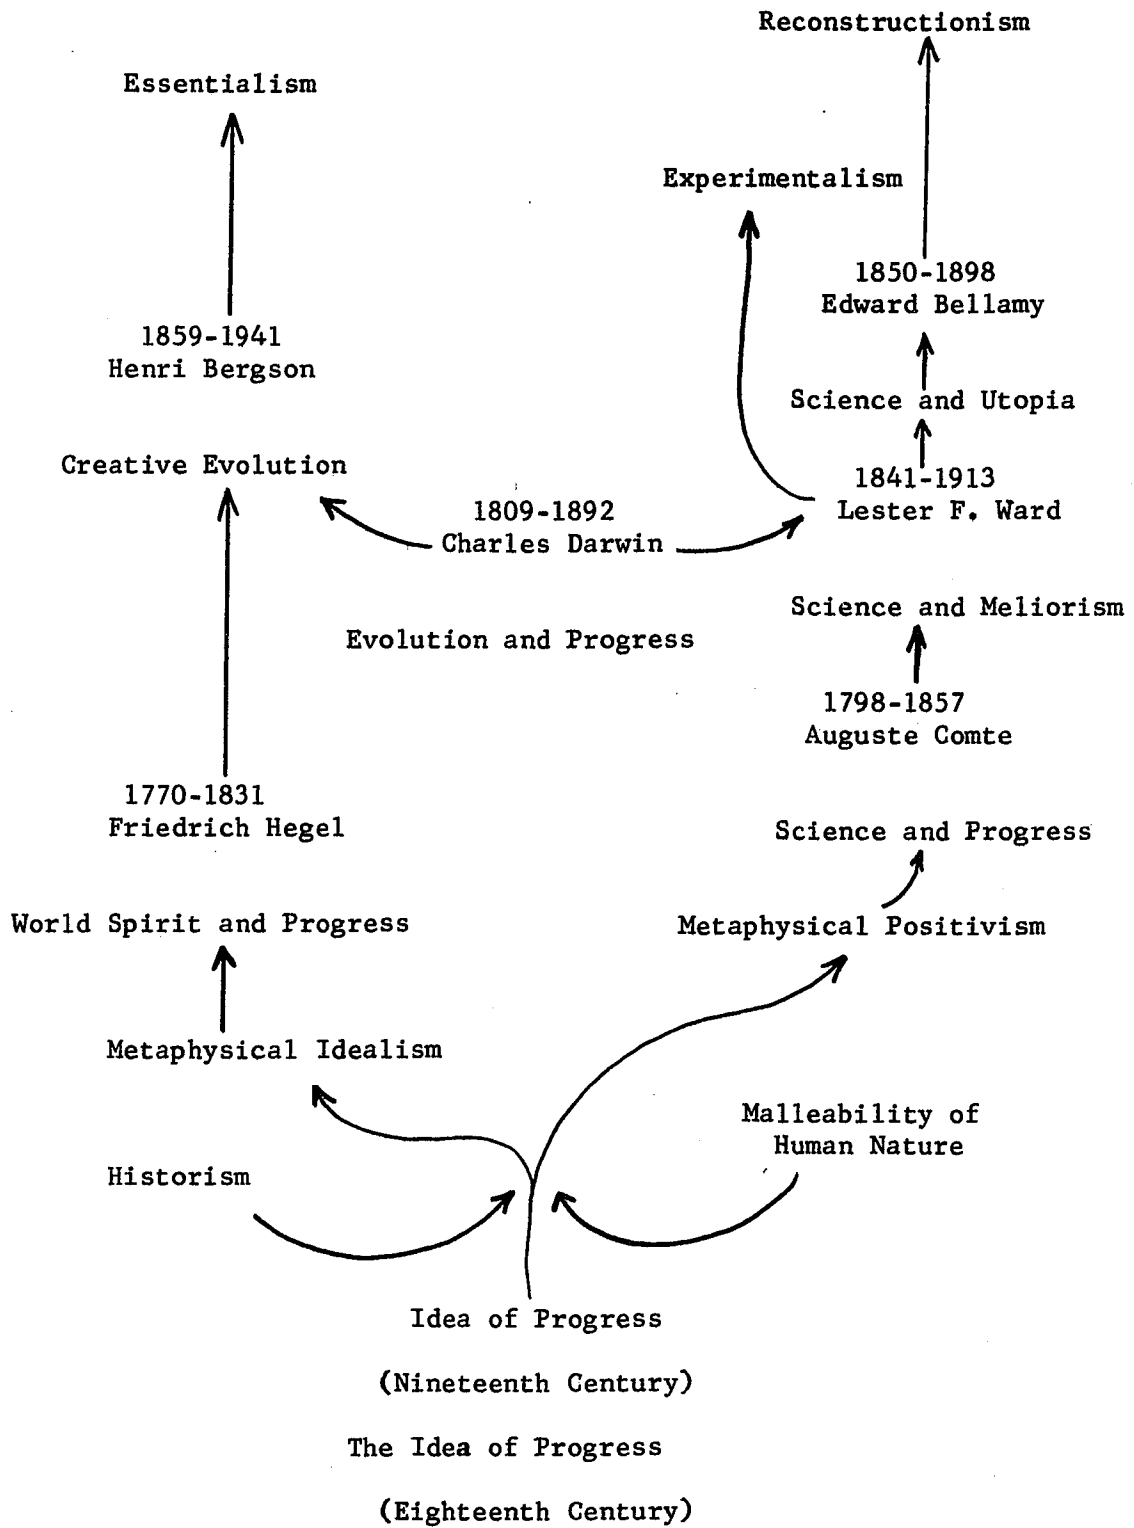 Reconstructionism
Essentialism
Experimentalism
1850-1898
Edward Bellamy
1859-1941
Henri Bergson
Science and Utopia
Creative Evolution
1841-1913
Lester F. Ward
1809-1892
Charles Darwin
Science and Meliorism
Evolution and Progress
1798-1857
Auguste Comte
1770-1831
Friedrich Hegel
Science and Progress
World Spirit and Progress
Metaphysical Positivism
Metaphysical Idealism
Malleability of
Human Nature
Historism
Idea of Progress
(Nineteenth Century)
The Idea of Progress
(Eighteenth Century)